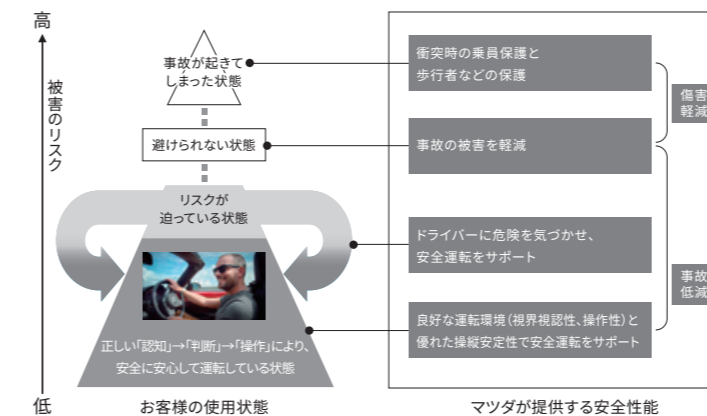 高
被害のリスク
低
事故が起きて
しまった状態
避けられない状態
リスクが
迫っている状態
正しい「認知」→「判断」→「操作」により、
安全に安心して運転している状態
お客様の使用状態
衝突時の乗員保護と
歩行者などの保護
事故の被害を軽減
ドライバーに危険を気づかせ、
安全運転をサポート
良好な運転環境(視界視認性、操作性)と
優れた操縦安定性で安全運転をサポート
傷害
軽減
事故
低減
マツダが提供する安全性能